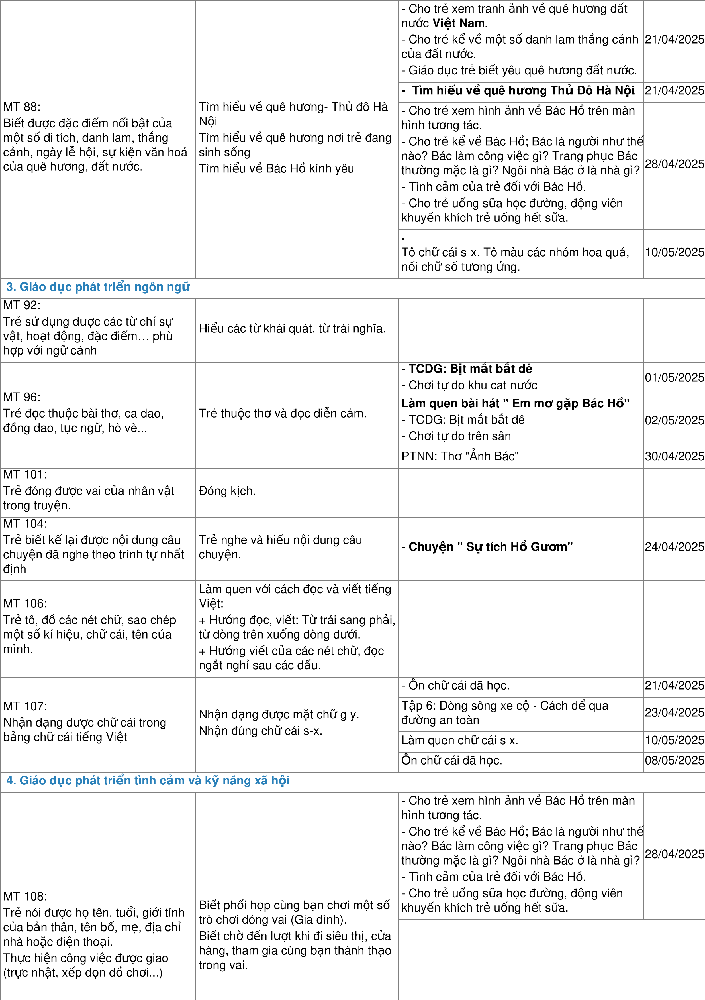 - Cho trẻ xem tranh ảnh về quê hương đất
nước Việt Nam.
- Cho trẻ kể về một số danh lam thắng cảnh
của đất nước.
- Giáo dục trẻ biết yêu quê hương đất nước.
21/04/2025
- Tìm hiểu về quê hương Thủ Đô Hà Nội
21/04/2025
MT 88:
Biết được đặc điểm nổi bật của
một số di tích, danh lam, thắng
cảnh, ngày lễ hội, sự kiện văn hoá
của quê hương, đất nước.
Tìm hiểu về quê hương- Thủ đô Hà
Nội
Tìm hiểu về quê hương nơi trẻ đang
sinh sống
Tìm hiểu về Bác Hồ kính yêu
- Cho trẻ xem hình ảnh về Bác Hồ trên màn
hình tương tác.
- Cho trẻ kể về Bác Hồ; Bác là người như thế
nào? Bác làm công việc gì? Trang phục Bác
thường mặc là gì? Ngôi nhà Bác ở là nhà gì?
- Tình cảm của trẻ đối với Bác Hồ.
- Cho trẻ uống sữa học đường, động viên
khuyến khích trẻ uống hết sữa.
28/04/2025
.
Tô chữ cái s-x. Tô màu các nhóm hoa quả,
nối chữ số tương ứng.
10/05/2025
3. Giáo dục phát triển ngôn ngữ
MT 92:
Trẻ sử dụng được các từ chỉ sự
vật, hoạt động, đặc điểm… phù
hợp với ngữ cảnh
Hiểu các từ khái quát, từ trái nghĩa.
MT 96:
Trẻ đọc thuộc bài thơ, ca dao,
đồng dao, tục ngữ, hò vè...
Trẻ thuộc thơ và đọc diễn cảm.
- TCDG: Bịt mắt bắt dê
- Chơi tự do khu cat nước
01/05/2025
Làm quen bài hát " Em mơ gặp Bác Hồ"
- TCDG: Bịt mắt bắt dê
- Chơi tự do trên sân
02/05/2025
PTNN: Thơ "Ảnh Bác"
30/04/2025
MT 101:
Trẻ đóng được vai của nhân vật
trong truyện.
Đóng kịch.
MT 104:
Trẻ biết kể lại được nội dung câu
chuyện đã nghe theo trình tự nhất
định
Trẻ nghe và hiểu nội dung câu
chuyện.
- Chuyện " Sự tích Hồ Gươm"
24/04/2025
MT 106:
Trẻ tô, đồ các nét chữ, sao chép
một số kí hiệu, chữ cái, tên của
mình.
Làm quen với cách đọc và viết tiếng
Việt:
+ Hướng đọc, viết: Từ trái sang phải,
từ dòng trên xuống dòng dưới.
+ Hướng viết của các nét chữ, đọc
ngắt nghỉ sau các dấu.
MT 107:
Nhận dạng được chữ cái trong
bảng chữ cái tiếng Việt
Nhận dạng được mặt chữ g y.
Nhận đúng chữ cái s-x.
- Ôn chữ cái đã học.
21/04/2025
Tập 6: Dòng sông xe cộ - Cách để qua
đường an toàn
23/04/2025
Làm quen chữ cái s x.
10/05/2025
Ôn chữ cái đã học.
08/05/2025
4. Giáo dục phát triển tình cảm và kỹ năng xã hội
MT 108:
Trẻ nói được họ tên, tuổi, giới tính
của bản thân, tên bố, mẹ, địa chỉ
nhà hoặc điện thoại.
Thực hiện công việc được giao
(trực nhật, xếp dọn đồ chơi...)
Biết phối họp cùng bạn chơi một số
trò chơi đóng vai (Gia đình).
Biết chờ đến lượt khi đi siêu thị, cửa
hàng, tham gia cùng bạn thành thạo
trong vai.
- Cho trẻ xem hình ảnh về Bác Hồ trên màn
hình tương tác.
- Cho trẻ kể về Bác Hồ; Bác là người như thế
nào? Bác làm công việc gì? Trang phục Bác
thường mặc là gì? Ngôi nhà Bác ở là nhà gì?
- Tình cảm của trẻ đối với Bác Hồ.
- Cho trẻ uống sữa học đường, động viên
khuyến khích trẻ uống hết sữa.
28/04/2025